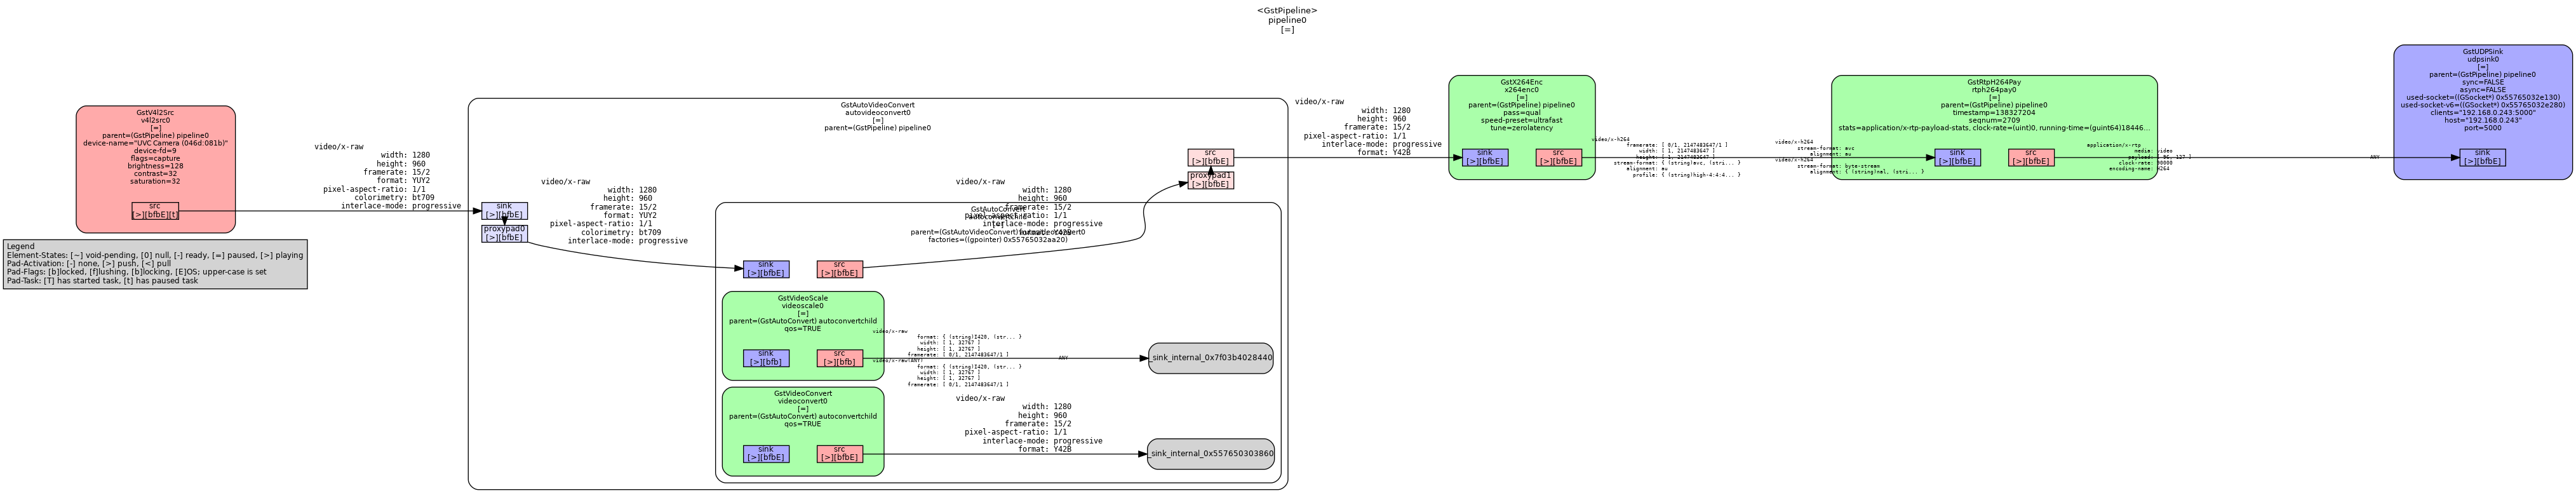 <GstPipeline>
pipeline0
[=]
GstV4l2Src
v4l2src0
[=]
parent=(GstPipeline) pipeline0
device-name="UVC Camera (046d:081b)"
device-fd=9
flags=capture
brightness=128
contrast=32
saturation=32
src
[>][bfbE][t]
Legend
Element-States: [~] void-pending, [0] null, [-] ready, [=] paused, [>] playing
Pad-Activation: [-] none, [>] push, [<] pull
Pad-Flags: [b]locked, [f]lushing, [b]locking, [E]OS; upper-case is set
Pad-Task: [T] has started task, [t] has paused task
video/x-raw
width: 1280
height: 960
framerate: 15/2
format: YUY2
pixel-aspect-ratio: 1/1
colorimetry: bt709
interlace-mode: progressive
GstAutoVideoConvert
autovideoconvert0
[=]
parent=(GstPipeline) pipeline0
sink
[>][bfbE]
proxypad0
[>][bfbE]
video/x-raw
width: 1280
height: 960
framerate: 15/2
format: YUY2
pixel-aspect-ratio: 1/1
colorimetry: bt709
interlace-mode: progressive
video/x-raw
width: 1280
height: 960
framerate: 15/2
pixel-aspect-ratio: 1/1
interlace-mode: progressive
format: Y42B
GstAutoConvert
autoconvertchild
[=]
parent=(GstAutoVideoConvert) autovideoconvert0
factories=((gpointer) 0x55765032aa20)
sink
[>][bfbE]
src
[>][bfbE]
src
[>][bfbE]
proxypad1
[>][bfbE]
GstVideoScale
videoscale0
[=]
parent=(GstAutoConvert) autoconvertchild
qos=TRUE
sink
[>][bfb]
src
[>][bfb]
video/x-raw
format: { (string)I420, (str... }
width: [ 1, 32767 ]
height: [ 1, 32767 ]
framerate: [ 0/1, 2147483647/1 ]
video/x-raw(ANY)
format: { (string)I420, (str... }
width: [ 1, 32767 ]
height: [ 1, 32767 ]
framerate: [ 0/1, 2147483647/1 ]
ANY
_sink_internal_0x7f03b4028440
GstVideoConvert
videoconvert0
[=]
parent=(GstAutoConvert) autoconvertchild
qos=TRUE
sink
[>][bfbE]
src
[>][bfbE]
video/x-raw
width: 1280
height: 960
framerate: 15/2
pixel-aspect-ratio: 1/1
interlace-mode: progressive
format: Y42B
_sink_internal_0x557650303860
video/x-raw
width: 1280
height: 960
framerate: 15/2
pixel-aspect-ratio: 1/1
interlace-mode: progressive
format: Y42B
GstX264Enc
x264enc0
[=]
parent=(GstPipeline) pipeline0
pass=qual
speed-preset=ultrafast
tune=zerolatency
sink
[>][bfbE]
src
[>][bfbE]
video/x-h264
framerate: [ 0/1, 2147483647/1 ]
width: [ 1, 2147483647 ]
height: [ 1, 2147483647 ]
stream-format: { (string)avc, (stri... }
alignment: au
profile: { (string)high-4:4:4... }
video/x-h264
stream-format: avc
alignment: au
video/x-h264
stream-format: byte-stream
alignment: { (string)nal, (stri... }
GstRtpH264Pay
rtph264pay0
[=]
parent=(GstPipeline) pipeline0
timestamp=138327204
seqnum=2709
stats=application/x-rtp-payload-stats, clock-rate=(uint)0, running-time=(guint64)18446...
sink
[>][bfbE]
src
[>][bfbE]
application/x-rtp
media: video
payload: [ 96, 127 ]
clock-rate: 90000
encoding-name: H264
ANY
GstUDPSink
udpsink0
[=]
parent=(GstPipeline) pipeline0
sync=FALSE
async=FALSE
used-socket=((GSocket*) 0x55765032e130)
used-socket-v6=((GSocket*) 0x55765032e280)
clients="192.168.0.243:5000"
host="192.168.0.243"
port=5000
sink
[>][bfbE]